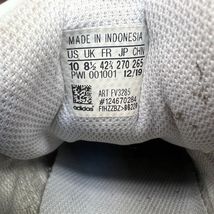 MADE IN INDONESIA
US UK FR JP CHN
10 8½ 42⅔ 270 265
PWI 001001 12/19
ART FV3285
#124670284
adidas